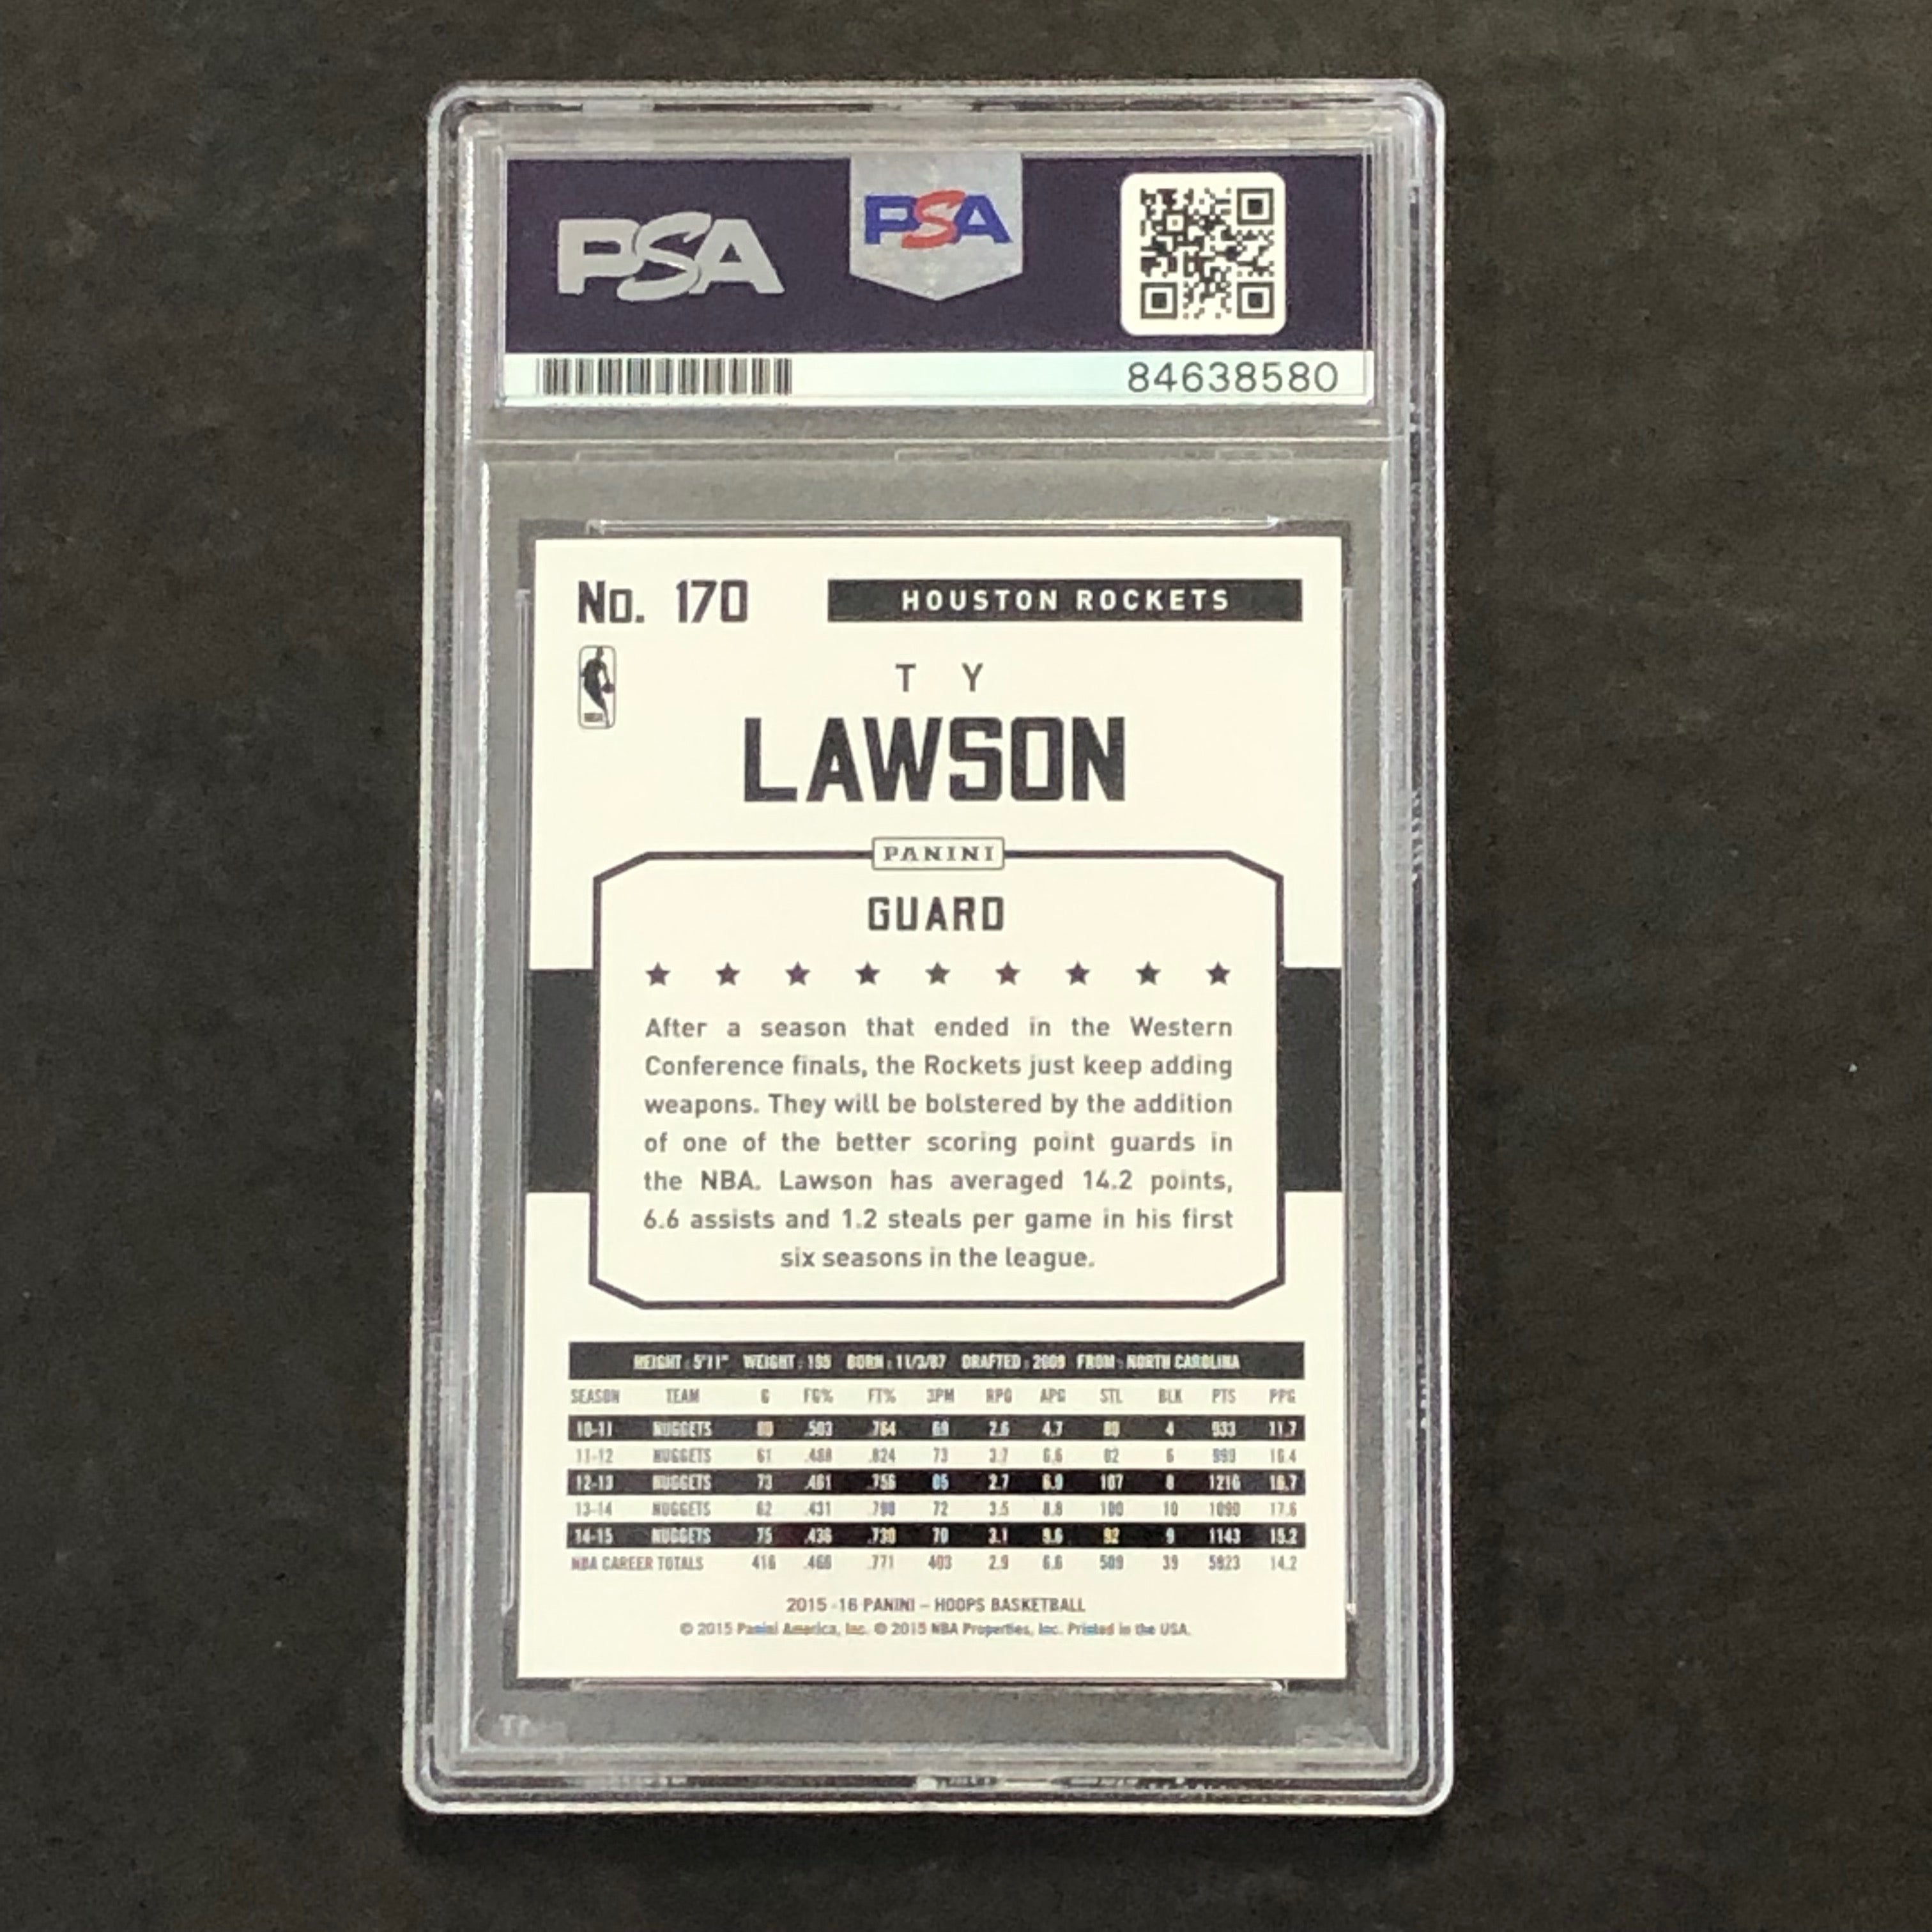 PSA
PSA
84638580
No. 170
HOUSTON ROCKETS
TY
LAWSON
PANINI
GUARD
After a season that ended in the Western
Conference finals, the Rockets just keep adding
weapons. They will be bolstered by the addition
of one of the better scoring point guards in
the NBA. Lawson has averaged 14.2 points,
6.6 assists and 1.2 steals per game in his first
six seasons in the league.
HEIGHT: 5'11" WEIGHT: 195 BORN: 11/3/87 DRAFTED: 2009 FROM: NORTH CAROLINA
SEASON TEAM G FG% FT% 3PM RPG APG STL BLK PTS PPG
10-11 NUGGETS 80 .503 .764 69 2.6 4.7 80 4 933 11.7
11-12 NUGGETS 61 .488 .824 73 3.7 6.6 82 6 999 16.4
12-13 NUGGETS 73 .461 .756 85 2.7 6.9 107 8 1216 16.7
13-14 NUGGETS 62 .431 .798 72 3.5 8.8 100 10 1090 17.6
14-15 NUGGETS 75 .436 .730 70 3.1 9.6 92 9 1143 15.2
NBA CAREER TOTALS 416 .468 .771 403 2.9 6.6 509 39 5923 14.2
2015-16 PANINI – HOOPS BASKETBALL
© 2015 Panini America, Inc. © 2015 NBA Properties, Inc. Printed in the USA.